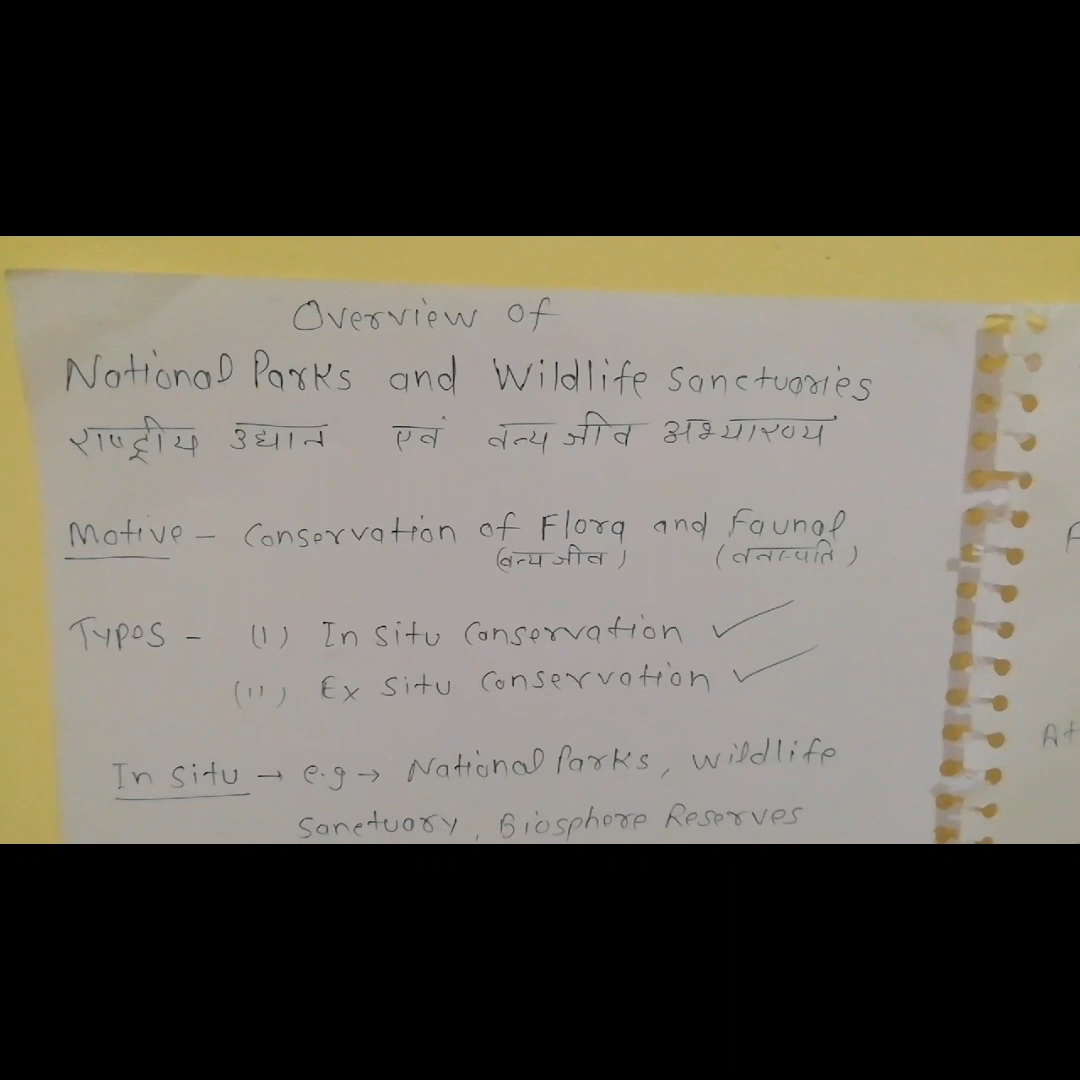 Overview of
National Parks and Wildlife Sanctuaries
राष्ट्रीय उद्यान एवं वन्य जीव अभ्यारण्य
Motive - Conservation of Flora and Faunal
(वन्य जीव) (वनस्पति)
Types - (I) In situ Conservation ✓
(II) Ex Situ Conservation ✓
In situ → e.g → National Parks, Wildlife
Sanctuary, Biosphere Reserves
At